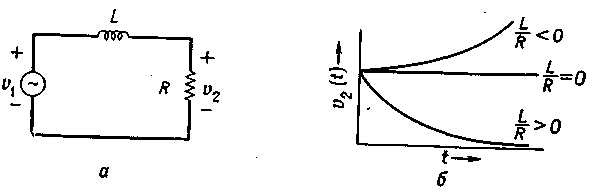 L
+
+
v₁
~
R
v₂
−
−
а
v₂(t)
L/R < 0
L/R = 0
L/R > 0
t
б